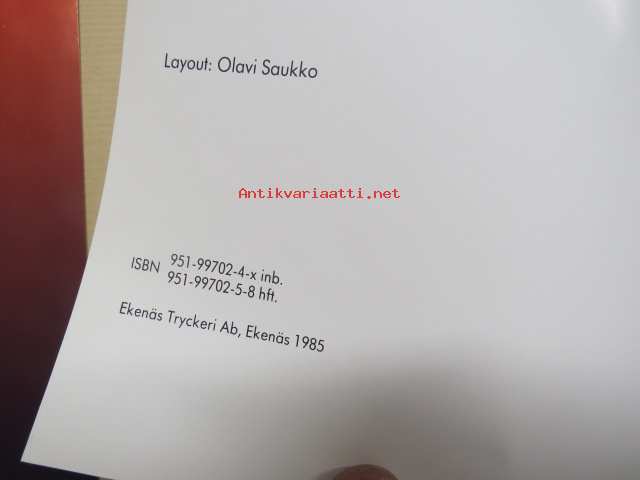 Layout: Olavi Saukko
Antikvariaatti.net
ISBN 951-99702-4-x inb.
951-99702-5-8 hft.
Ekenäs Tryckeri Ab, Ekenäs 1985